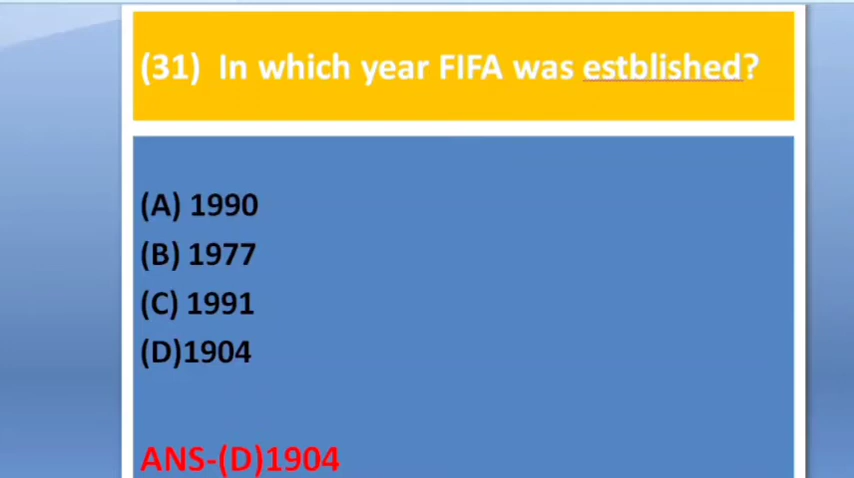 (31) In which year FIFA was estblished?
(A) 1990
(B) 1977
(C) 1991
(D)1904
ANS-(D)1904